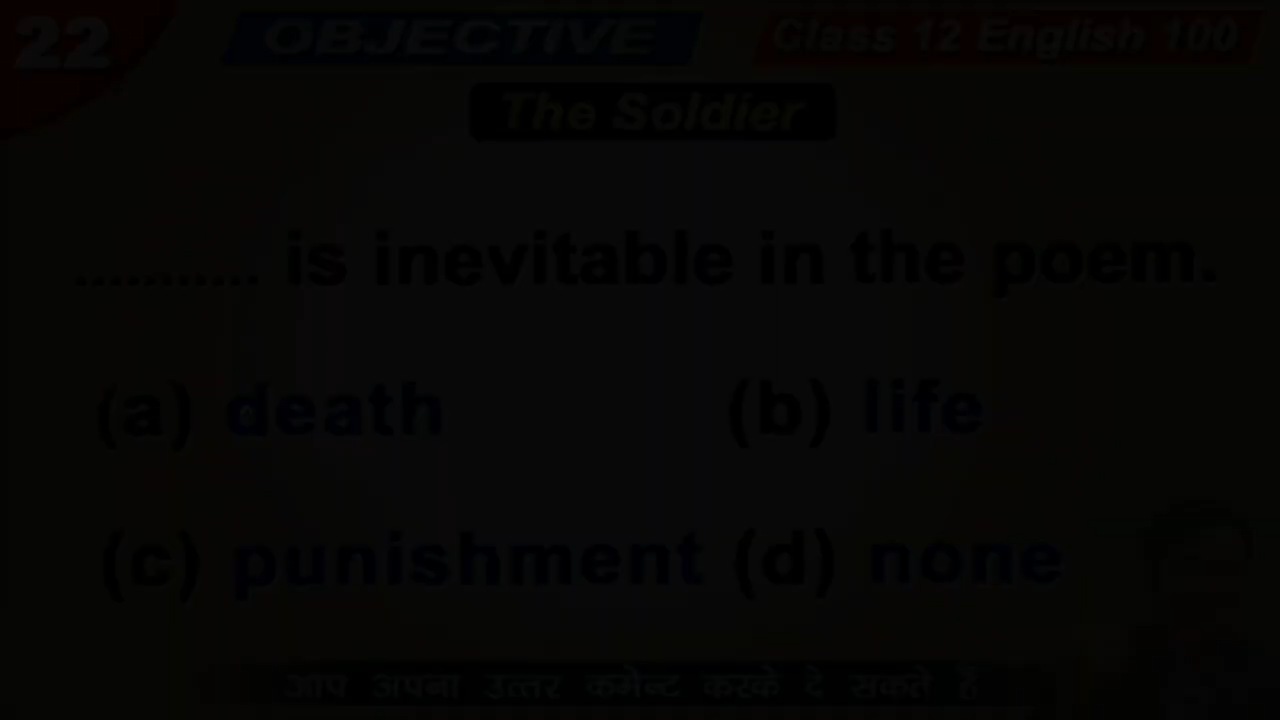 22 OBJECTIVE Class 12 English 100
The Soldier
........... is inevitable in the poem.
(a) death (b) life
(c) punishment (d) none
आप अपना उत्तर कमेन्ट करके दे सकते हैं